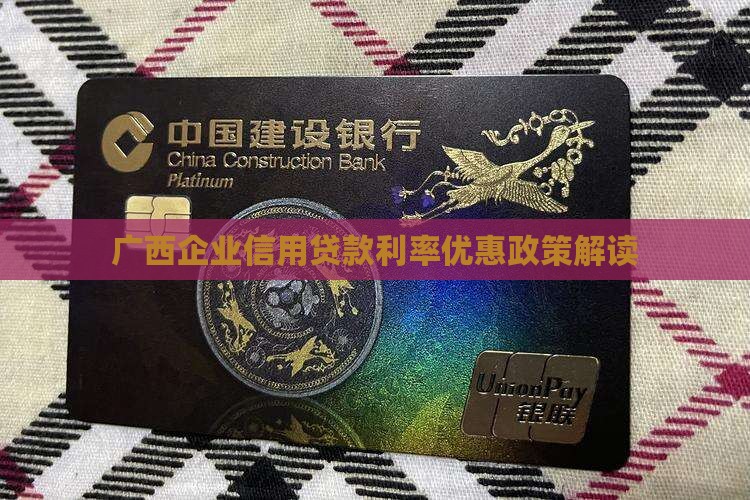 中国建设银行
China Construction Bank
Platinum
广西企业信用贷款利率优惠政策解读
UnionPay
银联